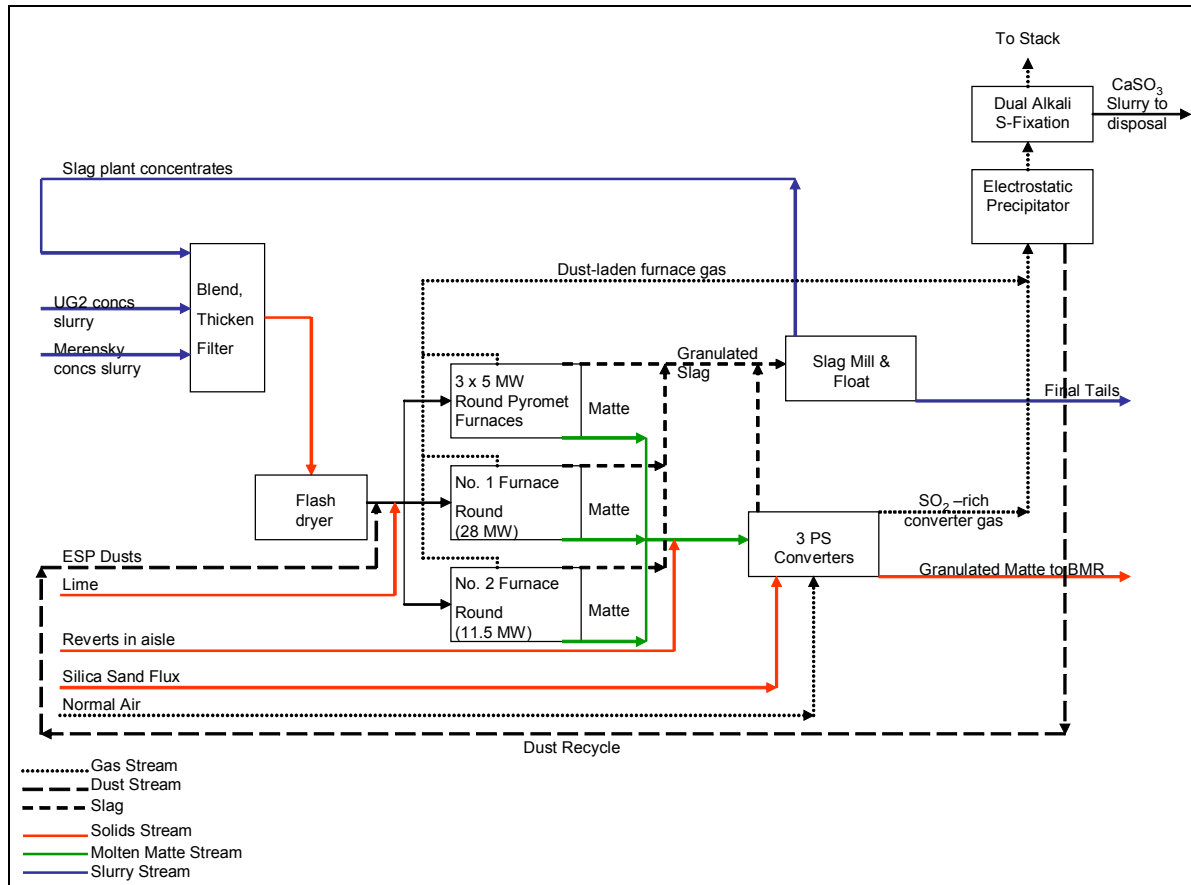 To Stack
Dual Alkali
S-Fixation
CaSO3
Slurry to
disposal
Slag plant concentrates
Electrostatic
Precipitator
Blend,
Thicken
Filter
UG2 concs
slurry
Merensky
concs slurry
Dust-laden furnace gas
Granulated
Slag
3 x 5 MW
Round Pyromet
Furnaces
Matte
Slag Mill &
Float
Final Tails
Flash
dryer
No. 1 Furnace
Round
(28 MW)
Matte
SO2 –rich
converter gas
3 PS
Converters
ESP Dusts
Lime
No. 2 Furnace
Round
(11.5 MW)
Matte
Granulated Matte to BMR
Reverts in aisle
Silica Sand Flux
Normal Air
Dust Recycle
Gas Stream
Dust Stream
Slag
Solids Stream
Molten Matte Stream
Slurry Stream